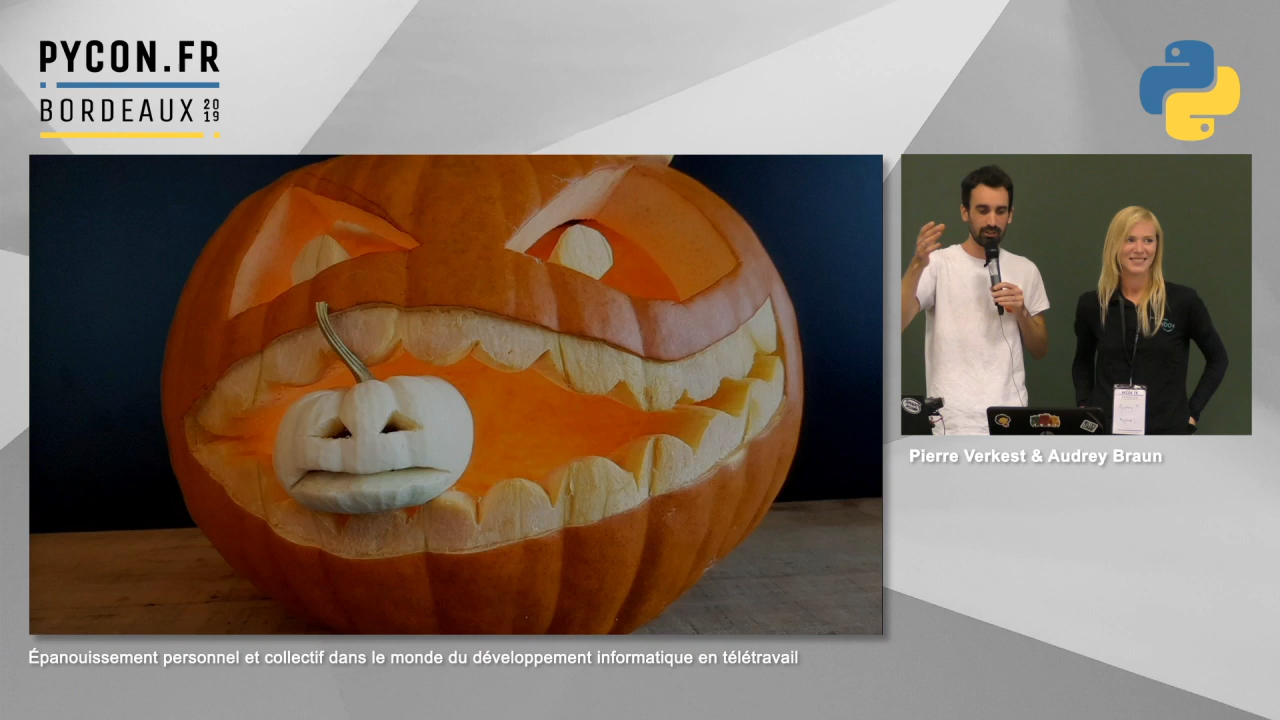 PYCON.FR
BORDEAUX 2019
Pierre Verkest & Audrey Braun
Épanouissement personnel et collectif dans le monde du développement informatique en télétravail